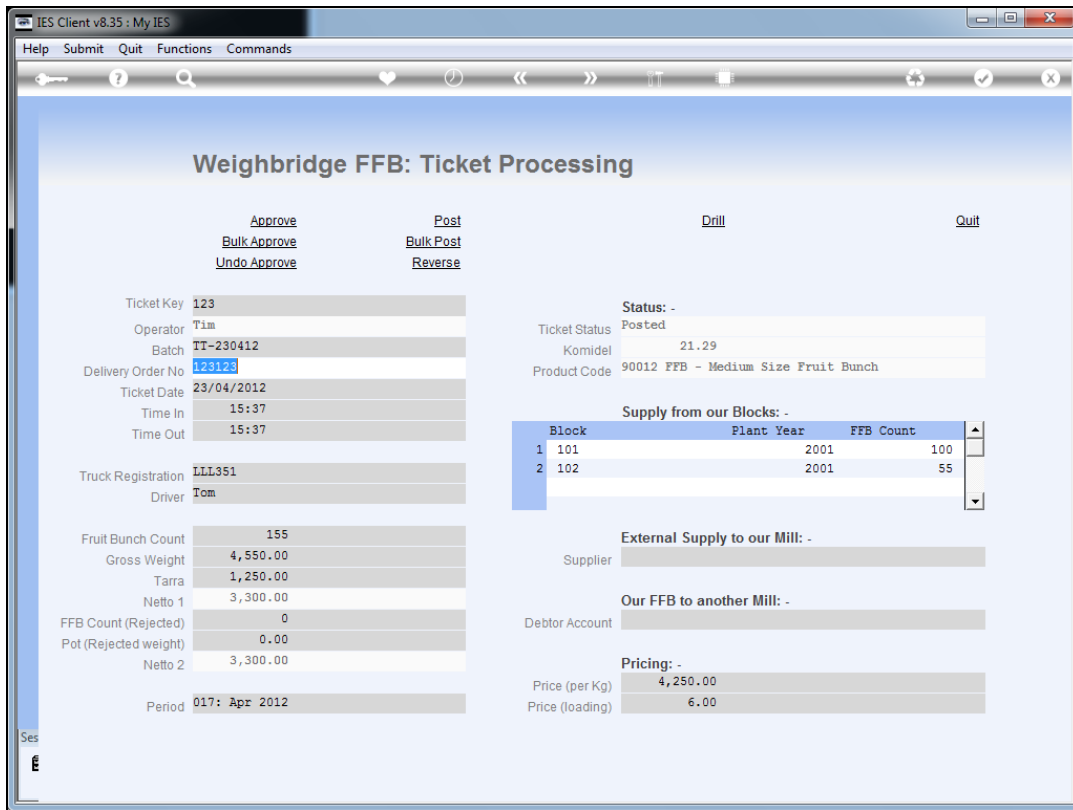 IES Client v8.35 : My IES
Help Submit Quit Functions Commands
Weighbridge FFB: Ticket Processing
Approve Post Drill Quit
Bulk Approve Bulk Post
Undo Approve Reverse
Ticket Key 123
Operator Tim
Batch TT-230412
Delivery Order No 123123
Ticket Date 23/04/2012
Time In 15:37
Time Out 15:37
Truck Registration LLL351
Driver Tom
Fruit Bunch Count 155
Gross Weight 4,550.00
Tarra 1,250.00
Netto 1 3,300.00
FFB Count (Rejected) 0
Pot (Rejected weight) 0.00
Netto 2 3,300.00
Period 017: Apr 2012
Status: -
Ticket Status Posted
Komidel 21.29
Product Code 90012 FFB - Medium Size Fruit Bunch
Supply from our Blocks: -
Block Plant Year FFB Count
1 101 2001 100
2 102 2001 55
External Supply to our Mill: -
Supplier
Our FFB to another Mill: -
Debtor Account
Pricing: -
Price (per Kg) 4,250.00
Price (loading) 6.00
Ses